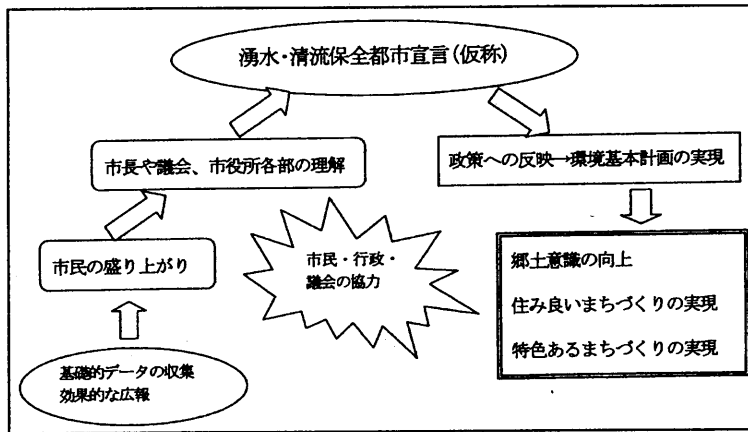 湧水・清流保全都市宣言(仮称)
市長や議会、市役所各部の理解
政策への反映→環境基本計画の実現
市民の盛り上がり
市民・行政・
議会の協力
郷土意識の向上
住み良いまちづくりの実現
特色あるまちづくりの実現
基礎的データの収集
効果的な広報